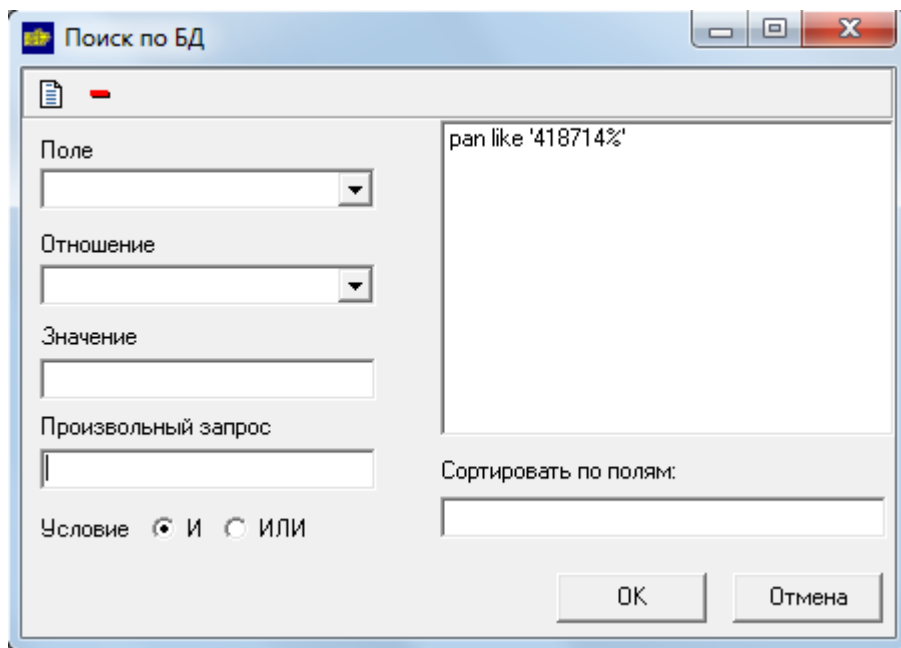 Поиск по БД
Поле
Отношение
Значение
Произвольный запрос
Условие И ИЛИ
pan like '418714%'
Сортировать по полям:
OK
Отмена